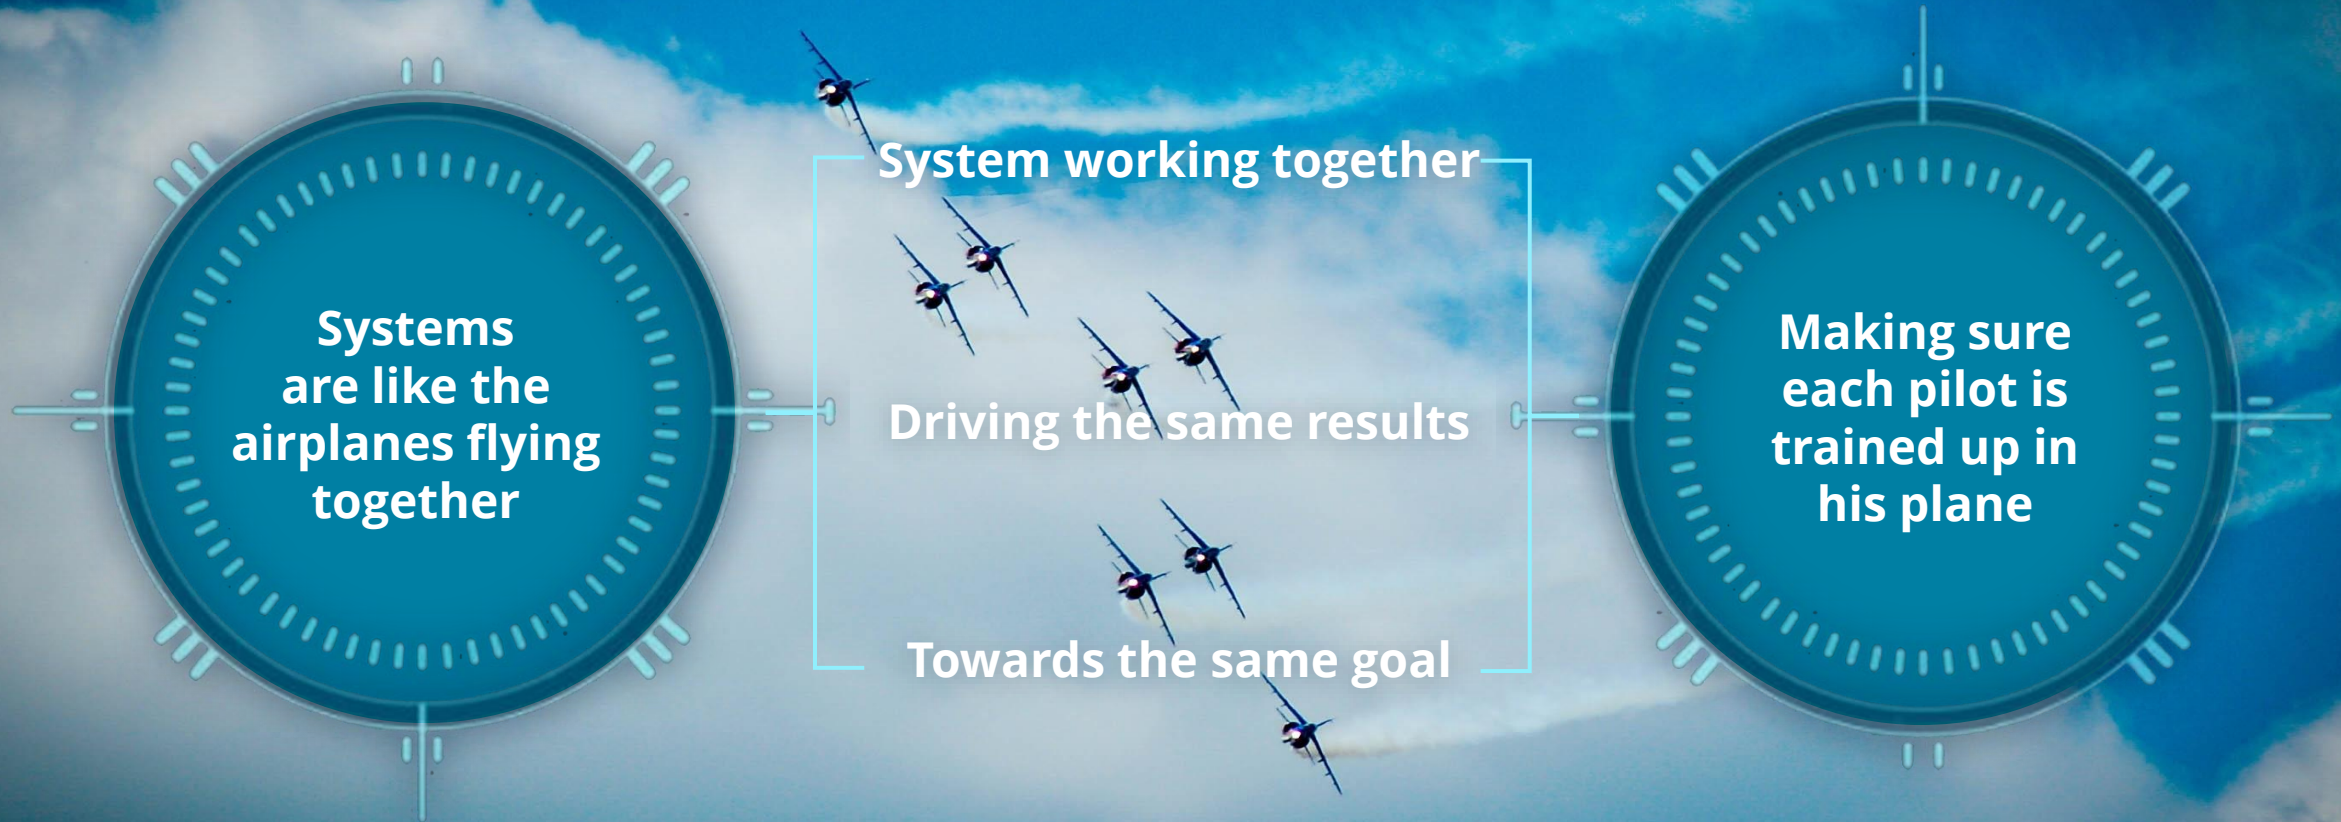 Systems
are like the
airplanes flying
together
System working together
Driving the same results
Towards the same goal
Making sure
each pilot is
trained up in
his plane